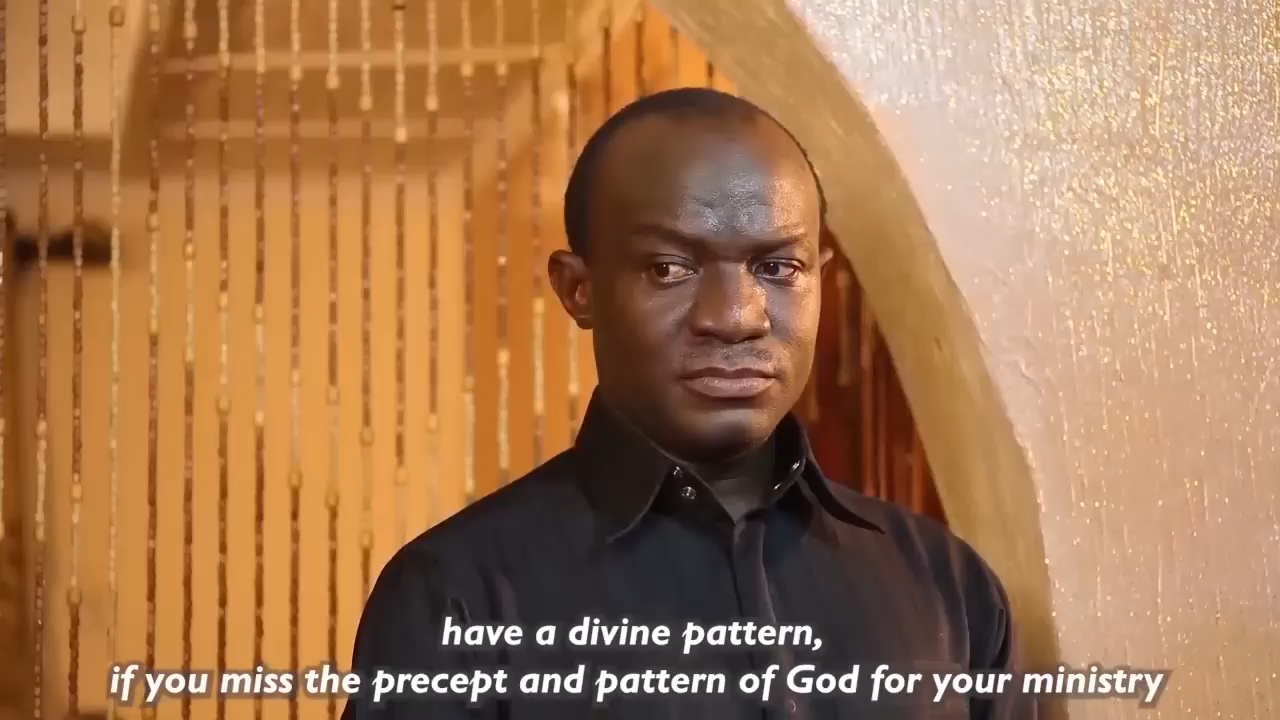 have a divine pattern,
if you miss the precept and pattern of God for your ministry